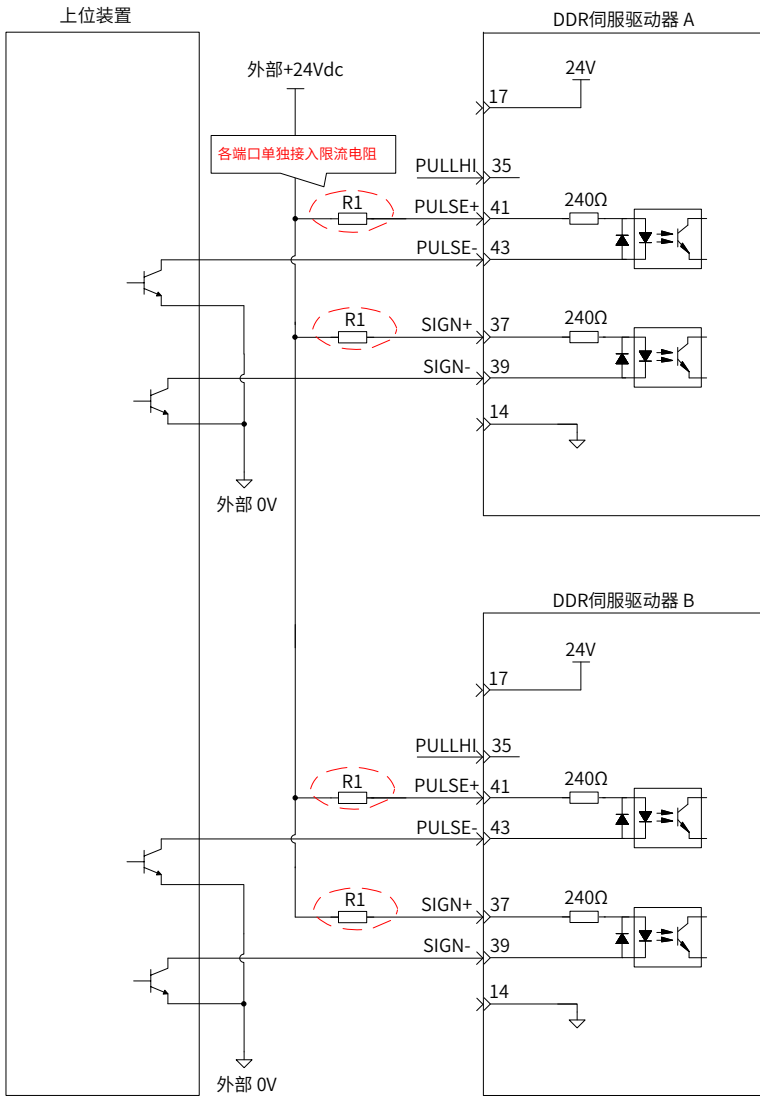 上位装置
DDR伺服驱动器 A
外部+24Vdc
24V
17
各端口单独接入限流电阻
PULLHI 35
R1 PULSE+ 41 240Ω
PULSE- 43
R1 SIGN+ 37 240Ω
SIGN- 39
14
外部 0V
DDR伺服驱动器 B
24V
17
PULLHI 35
R1 PULSE+ 41 240Ω
PULSE- 43
R1 SIGN+ 37 240Ω
SIGN- 39
14
外部 0V